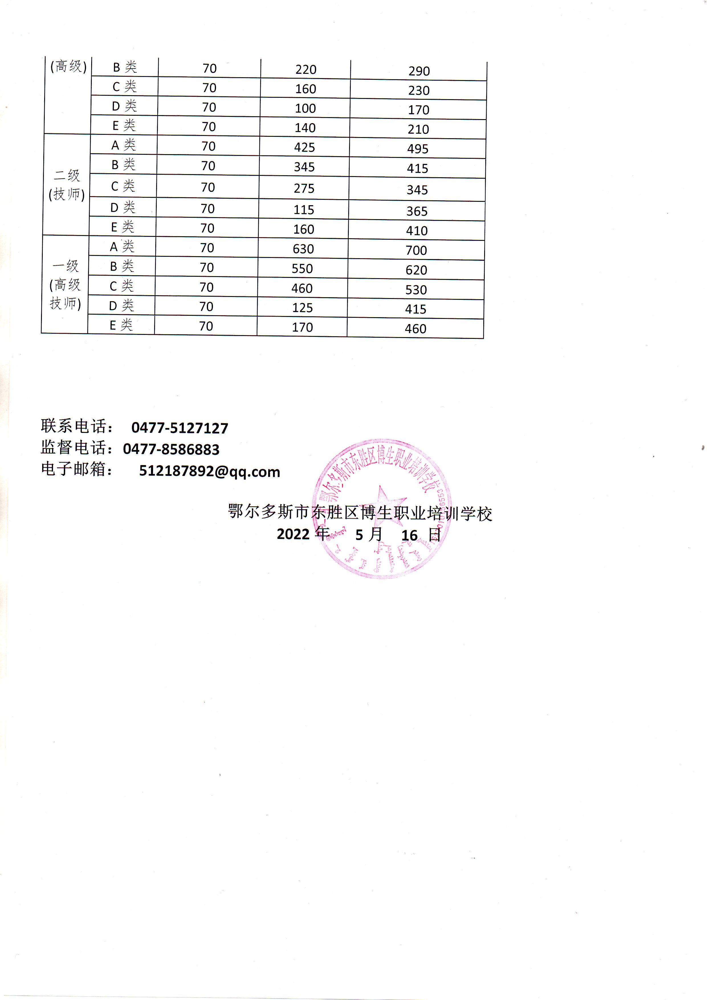 (高级) B 类 70 220 290
C 类 70 160 230
D 类 70 100 170
E 类 70 140 210
二级
(技师)
A 类 70 425 495
B 类 70 345 415
C 类 70 275 345
D 类 70 115 365
E 类 70 160 410
一级
(高级
技师)
A 类 70 630 700
B 类 70 550 620
C 类 70 460 530
D 类 70 125 415
E 类 70 170 460
联系电话： 0477-5127127
监督电话：0477-8586883
电子邮箱： 512187892@qq.com
鄂尔多斯市东胜区博生职业培训学校
鄂尔多斯市东胜区博生职业培训学校
2022 年 5 月 16 日